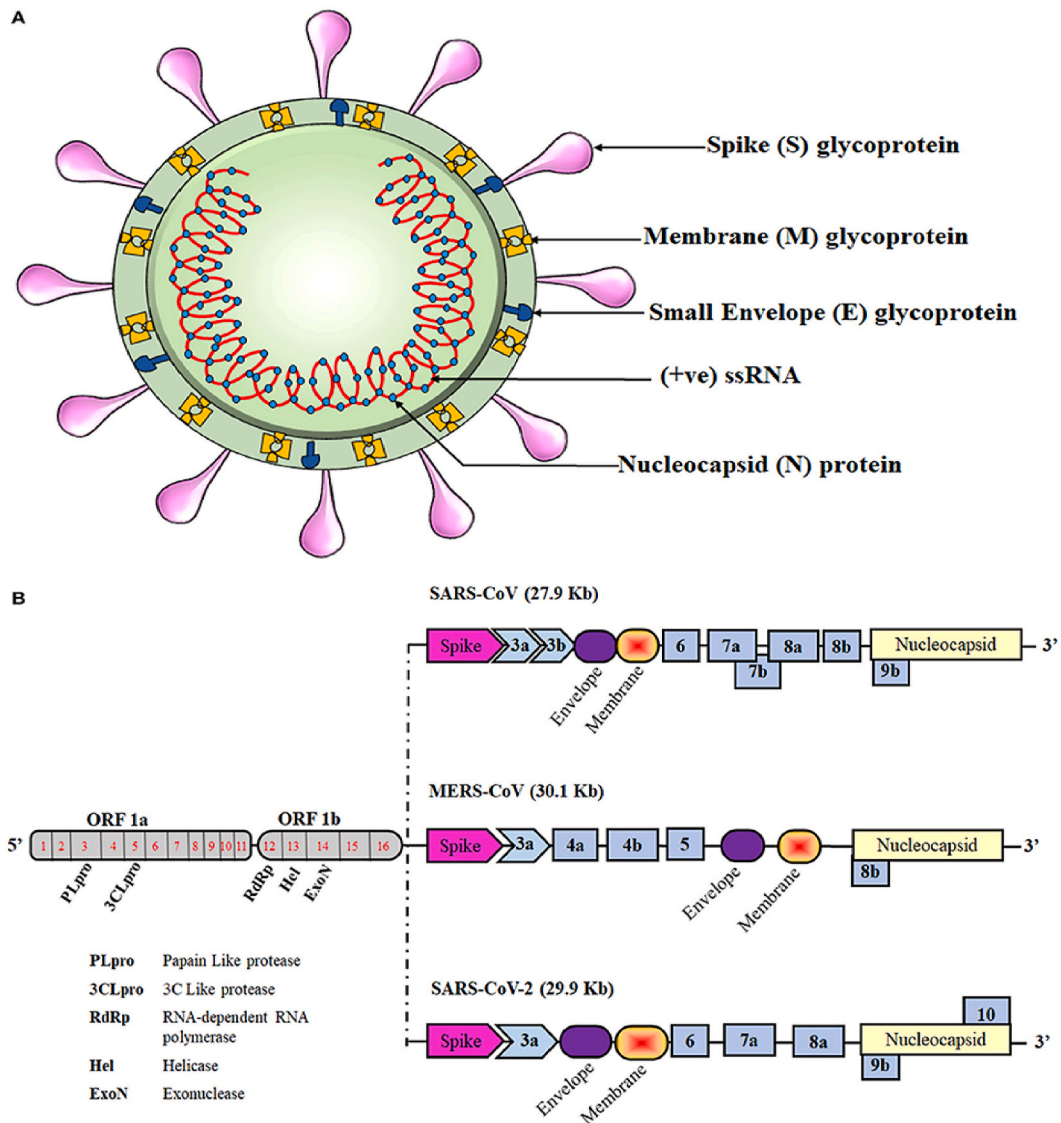 A
Spike (S) glycoprotein
Membrane (M) glycoprotein
Small Envelope (E) glycoprotein
(+ve) ssRNA
Nucleocapsid (N) protein
B
SARS-CoV (27.9 Kb)
Spike 3a 3b 6 7a 8a 8b Nucleocapsid 3’
7b 9b
Envelope
Membrane
MERS-CoV (30.1 Kb)
ORF 1a ORF 1b
5’ 1 2 3 4 5 6 7 8 9 10 11 12 13 14 15 16
PLpro
3CLpro
RdRp
Hel
ExoN
Spike 3a 4a 4b 5 Nucleocapsid 3’
8b
Envelope
Membrane
PLpro Papain Like protease
3CLpro 3C Like protease
RdRp RNA-dependent RNA
polymerase
Hel Helicase
ExoN Exonuclease
SARS-CoV-2 (29.9 Kb)
10
Spike 3a 6 7a 8a Nucleocapsid 3’
9b
Envelope
Membrane